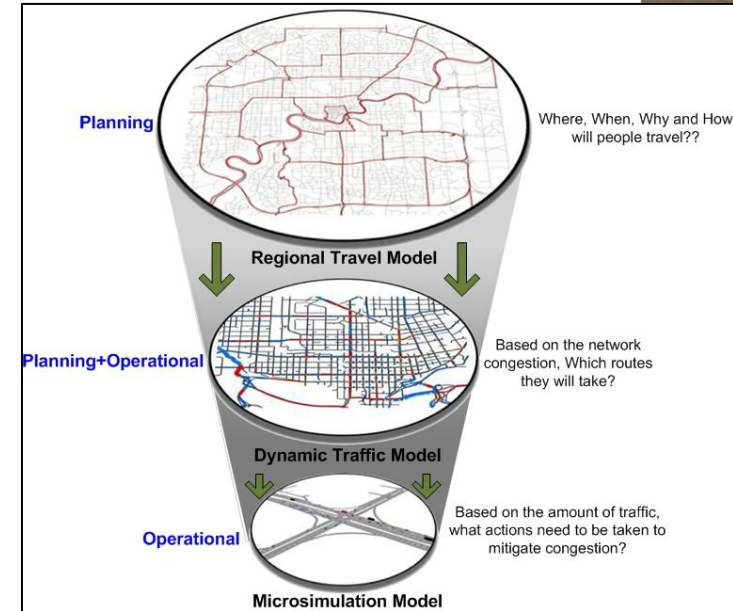 Planning
Where, When, Why and How
will people travel??
Regional Travel Model
Planning+Operational
Based on the network
congestion, Which routes
they will take?
Dynamic Traffic Model
Operational
Based on the amount of traffic,
what actions need to be taken to
mitigate congestion?
Microsimulation Model